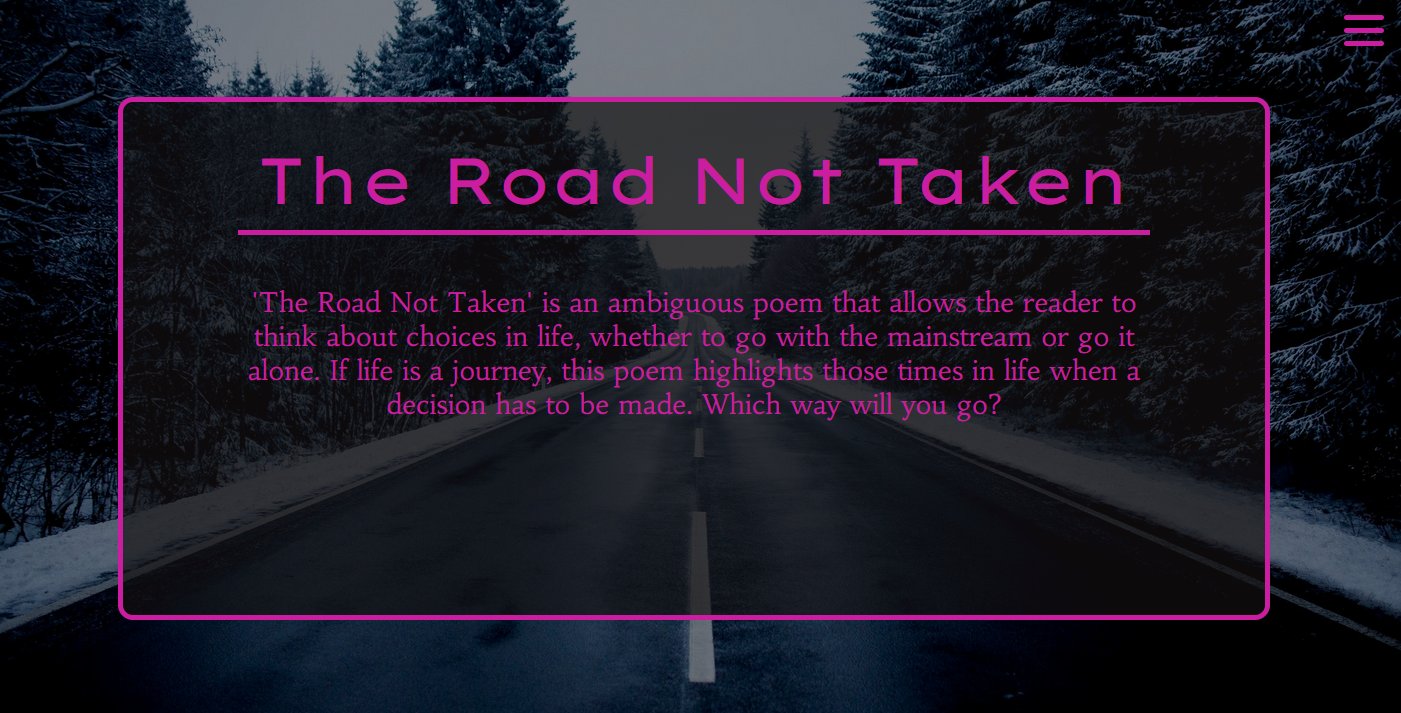 The Road Not Taken
'The Road Not Taken' is an ambiguous poem that allows the reader to
think about choices in life, whether to go with the mainstream or go it
alone. If life is a journey, this poem highlights those times in life when a
decision has to be made. Which way will you go?